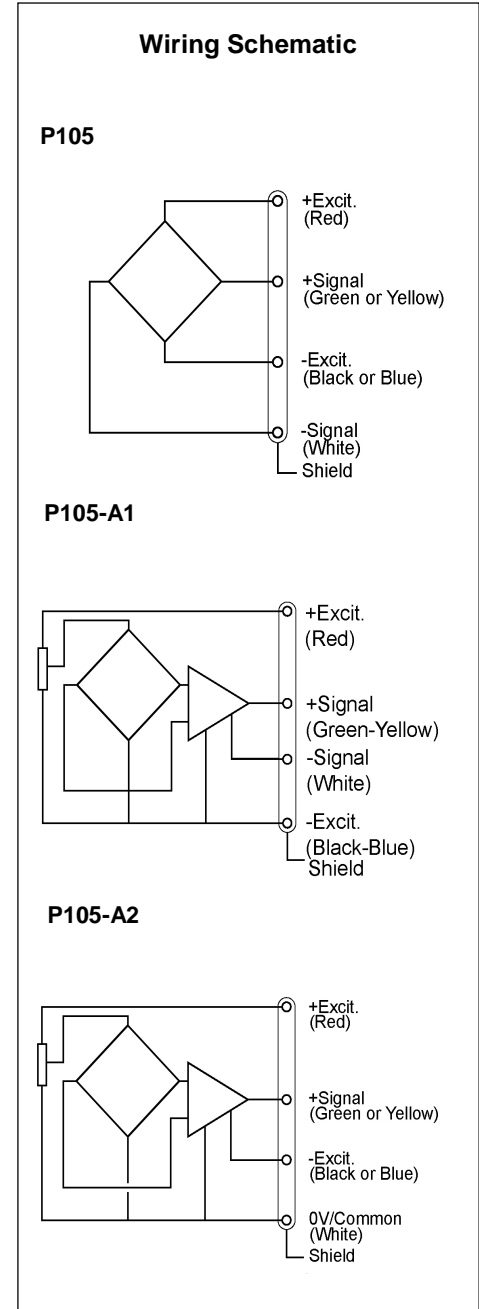 Wiring Schematic
P105
+Excit.
(Red)
+Signal
(Green or Yellow)
-Excit.
(Black or Blue)
-Signal
(White)
Shield
P105-A1
+Excit.
(Red)
+Signal
(Green-Yellow)
-Signal
(White)
-Excit.
(Black-Blue)
Shield
P105-A2
+Excit.
(Red)
+Signal
(Green or Yellow)
-Excit.
(Black or Blue)
0V/Common
(White)
Shield